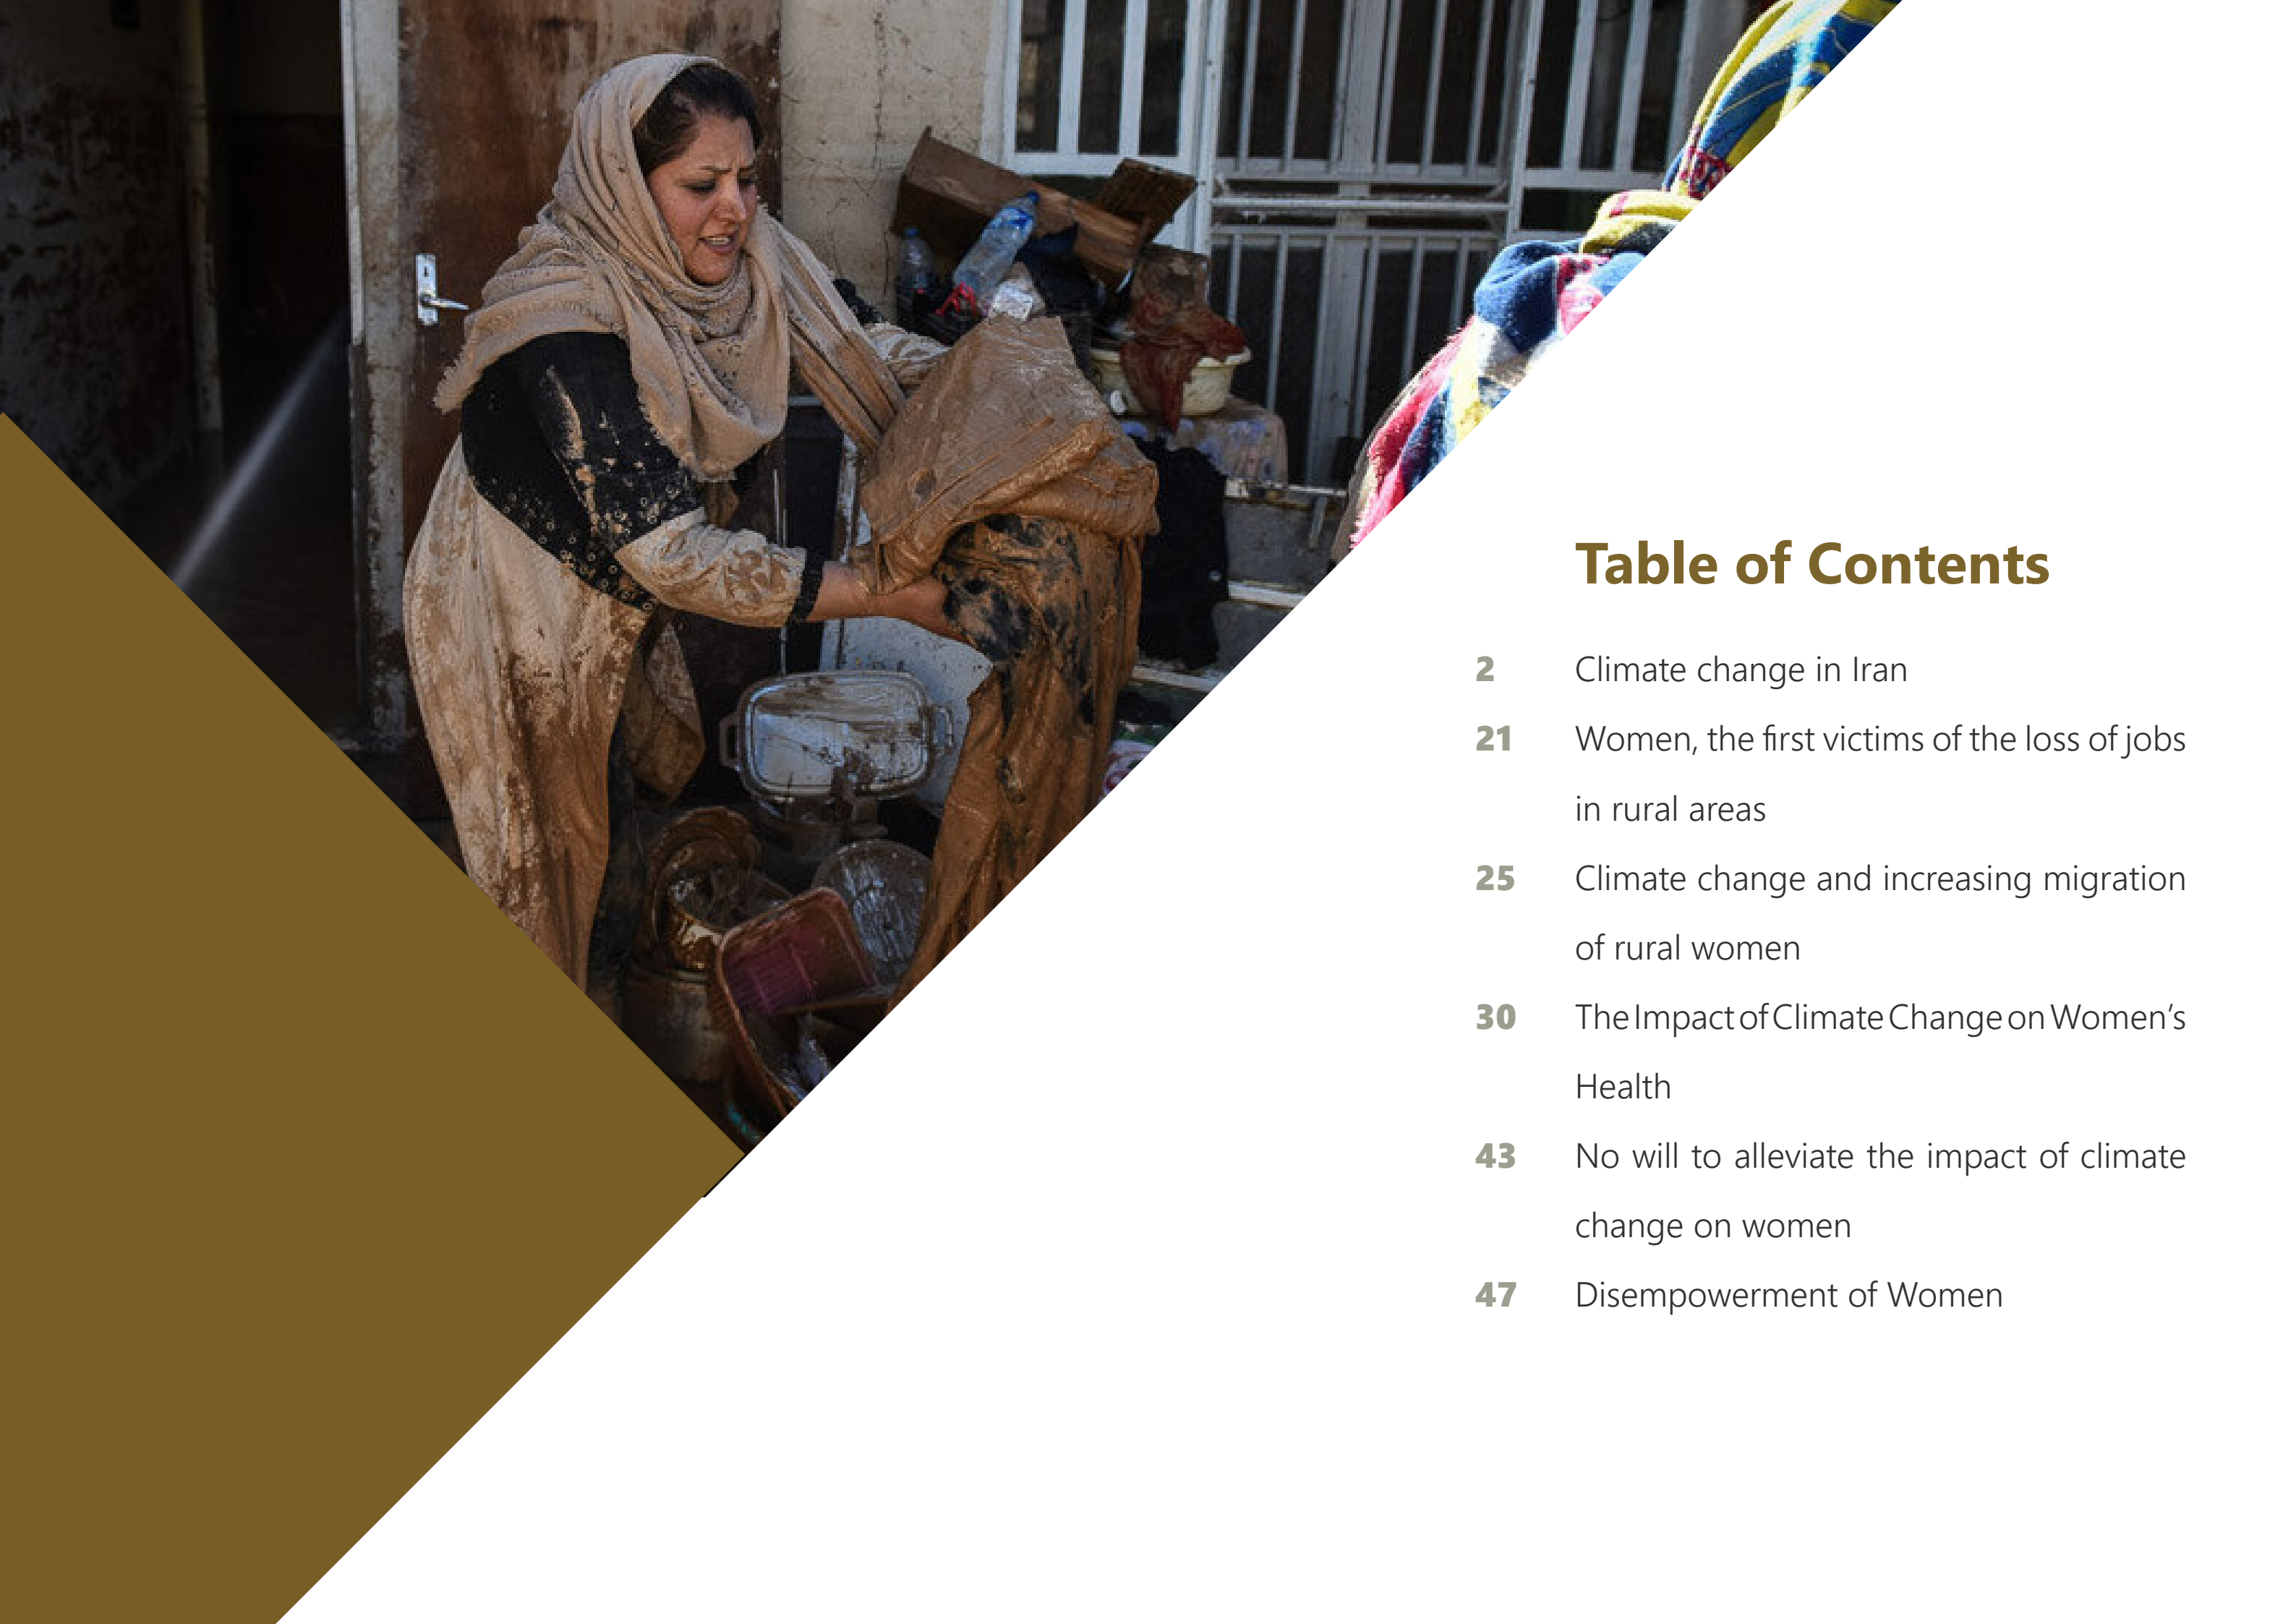 Table of Contents
2 Climate change in Iran
21 Women, the first victims of the loss of jobs
in rural areas
25 Climate change and increasing migration
of rural women
30 The Impact of Climate Change on Women’s
Health
43 No will to alleviate the impact of climate
change on women
47 Disempowerment of Women